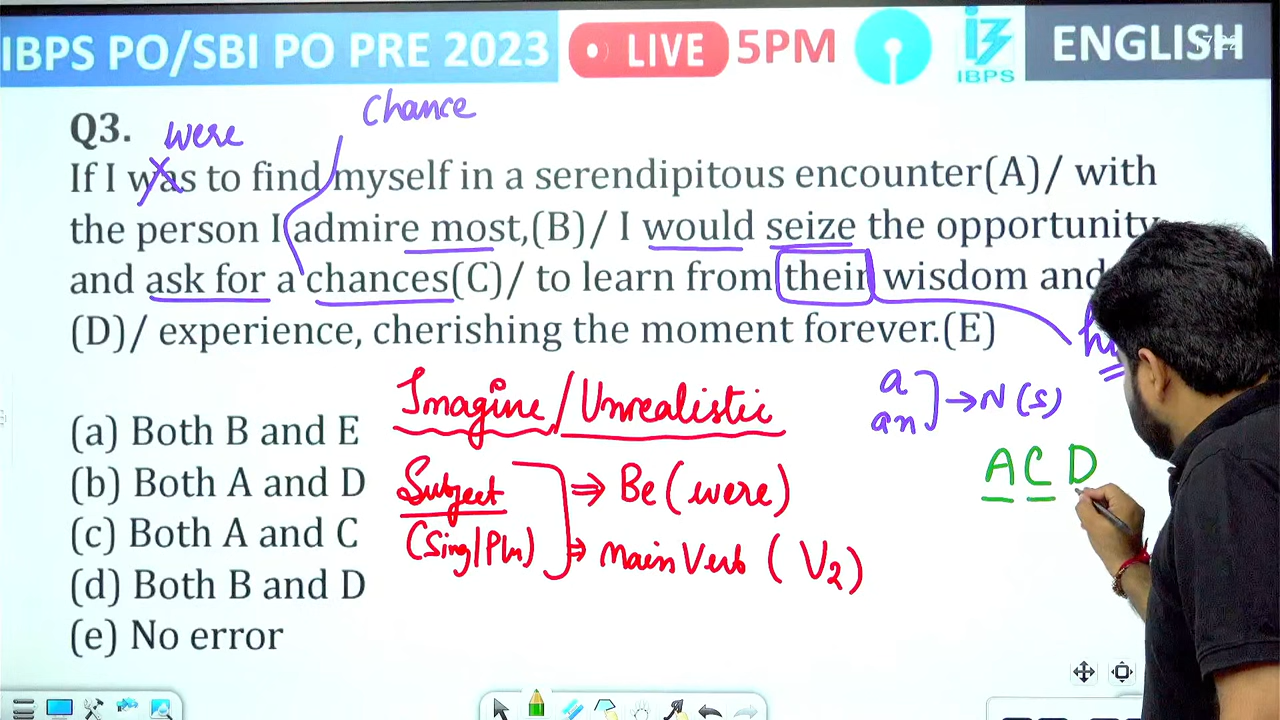 IBPS PO/SBI PO PRE 2023 LIVE 5PM IBPS ENGLISH
Chance
Q3. were
If I was to find myself in a serendipitous encounter(A)/ with
the person I admire most,(B)/ I would seize the opportunity
and ask for a chances(C)/ to learn from their wisdom and
(D)/ experience, cherishing the moment forever.(E)
Imagine/Unrealistic
a
an
→ N (s)
(a) Both B and E
(b) Both A and D
(c) Both A and C
(d) Both B and D
(e) No error
Subject
(Sing/Plu)
⇒ Be (were)
⇒ Main Verb (V2)
A C D